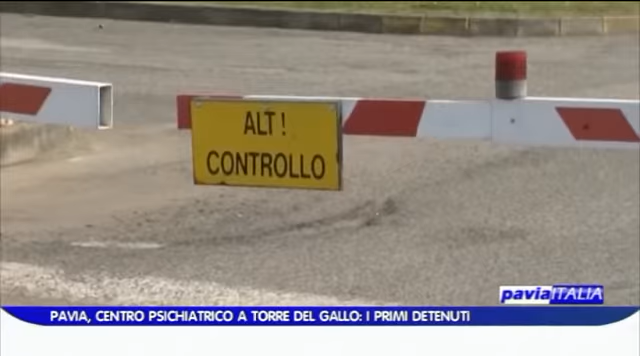 ALT!
CONTROLLO
paviaITALIA
PAVIA, CENTRO PSICHIATRICO A TORRE DEL GALLO: I PRIMI DETENUTI